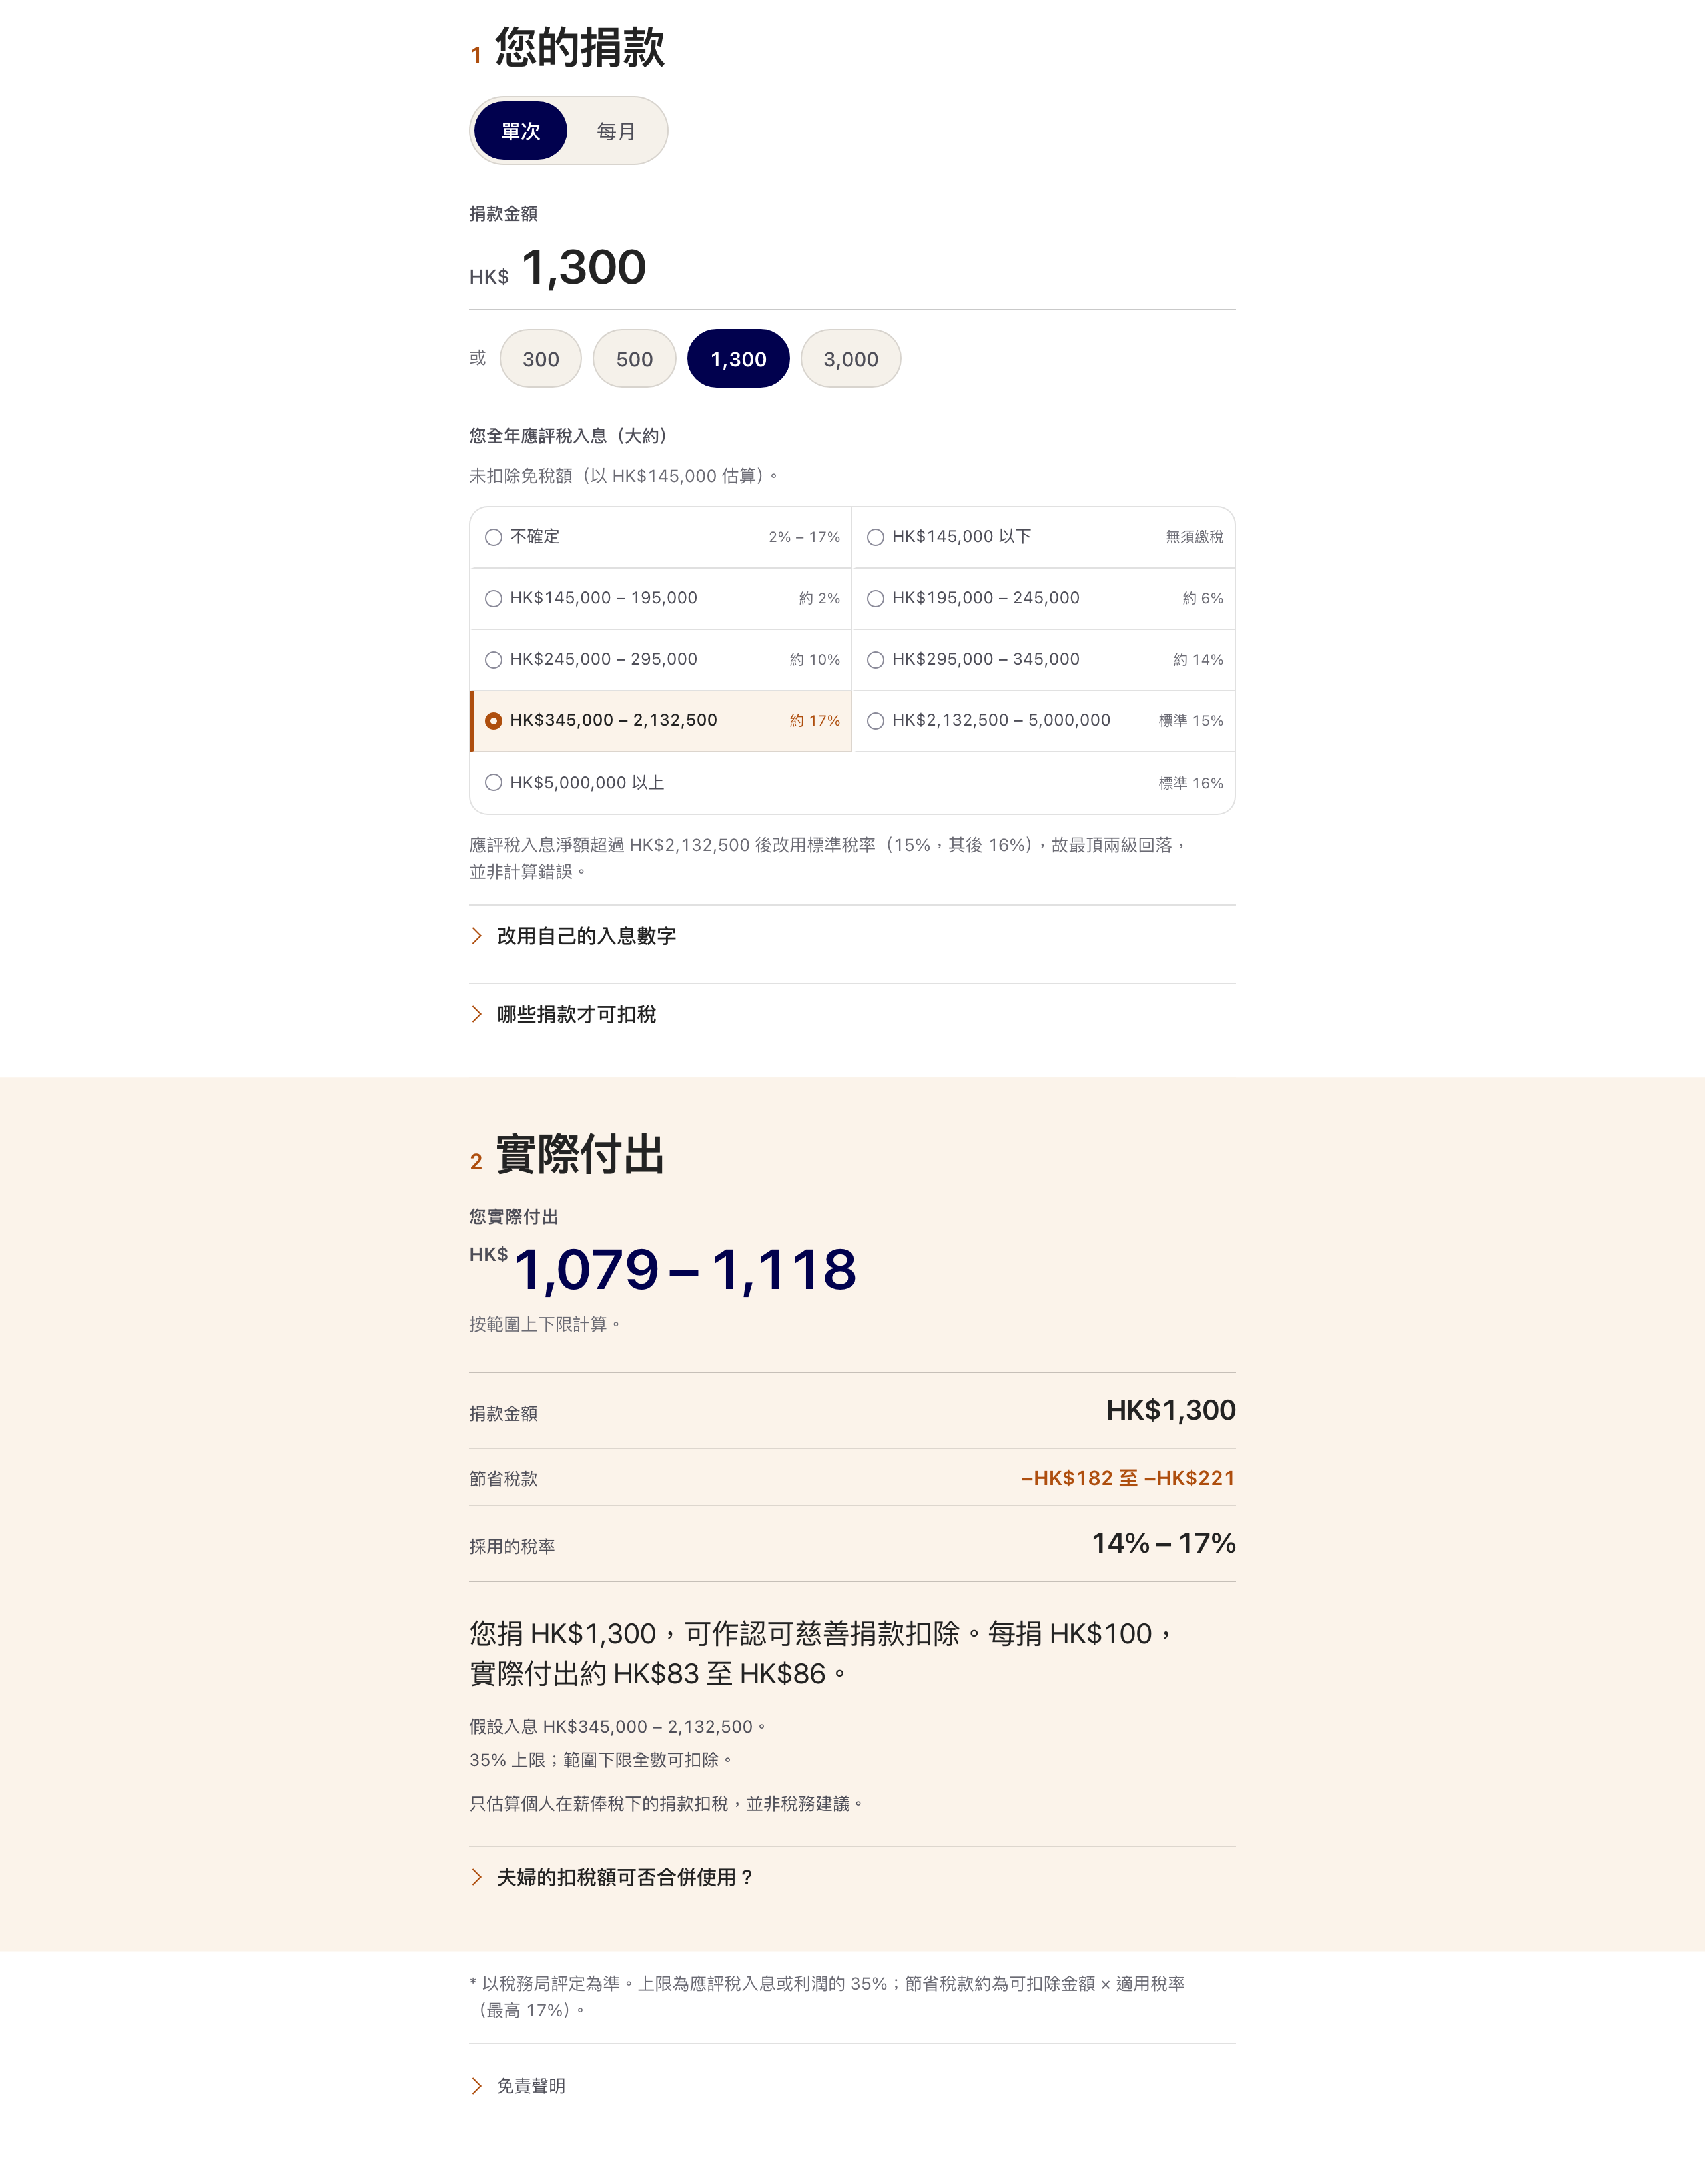 1 您的捐款
單次 每月
捐款金額
HK$ 1,300
或 300 500 1,300 3,000
您全年應評稅入息（大約）
未扣除免稅額（以 HK$145,000 估算）。
不確定 2% – 17%
HK$145,000 以下 無須繳稅
HK$145,000 – 195,000 約 2%
HK$195,000 – 245,000 約 6%
HK$245,000 – 295,000 約 10%
HK$295,000 – 345,000 約 14%
HK$345,000 – 2,132,500 約 17%
HK$2,132,500 – 5,000,000 標準 15%
HK$5,000,000 以上 標準 16%
應評稅入息淨額超過 HK$2,132,500 後改用標準稅率（15%，其後 16%），故最頂兩級回落，
並非計算錯誤。
改用自己的入息數字
哪些捐款才可扣稅
2 實際付出
您實際付出
HK$ 1,079 – 1,118
按範圍上下限計算。
捐款金額 HK$1,300
節省稅款 –HK$182 至 –HK$221
採用的稅率 14% – 17%
您捐 HK$1,300，可作認可慈善捐款扣除。每捐 HK$100，
實際付出約 HK$83 至 HK$86。
假設入息 HK$345,000 – 2,132,500。
35% 上限；範圍下限全數可扣除。
只估算個人在薪俸稅下的捐款扣稅，並非稅務建議。
夫婦的扣稅額可否合併使用？
* 以稅務局評定為準。上限為應評稅入息或利潤的 35%；節省稅款約為可扣除金額 × 適用稅率
（最高 17%）。
免責聲明